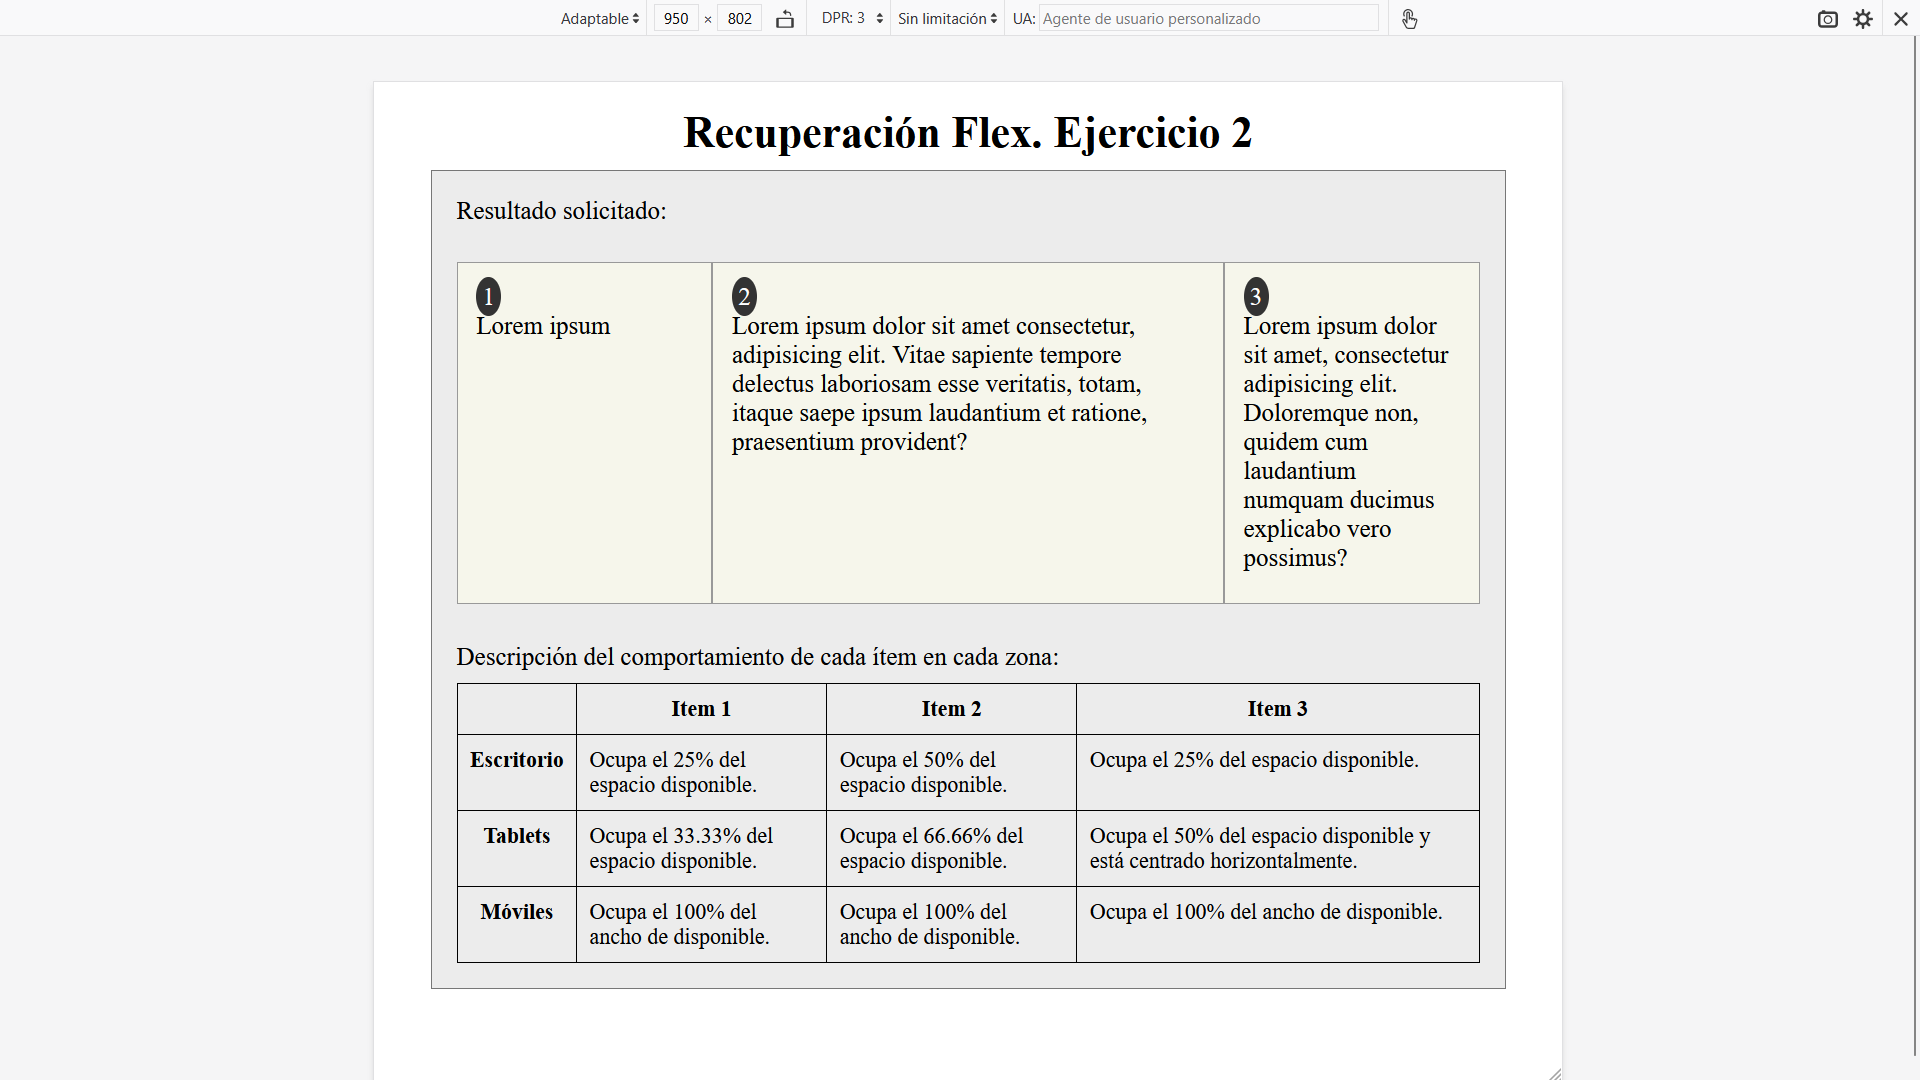 Adaptable 950 × 802 DPR: 3 Sin limitación UA: Agente de usuario personalizado
Recuperación Flex. Ejercicio 2
Resultado solicitado:
1
Lorem ipsum
2
Lorem ipsum dolor sit amet consectetur,
adipisicing elit. Vitae sapiente tempore
delectus laboriosam esse veritatis, totam,
itaque saepe ipsum laudantium et ratione,
praesentium provident?
3
Lorem ipsum dolor
sit amet, consectetur
adipisicing elit.
Doloremque non,
quidem cum
laudantium
numquam ducimus
explicabo vero
possimus?
Descripción del comportamiento de cada ítem en cada zona:
Item 1 Item 2 Item 3
Escritorio
Ocupa el 25% del
espacio disponible.
Ocupa el 50% del
espacio disponible.
Ocupa el 25% del espacio disponible.
Tablets
Ocupa el 33.33% del
espacio disponible.
Ocupa el 66.66% del
espacio disponible.
Ocupa el 50% del espacio disponible y
está centrado horizontalmente.
Móviles
Ocupa el 100% del
ancho de disponible.
Ocupa el 100% del
ancho de disponible.
Ocupa el 100% del ancho de disponible.